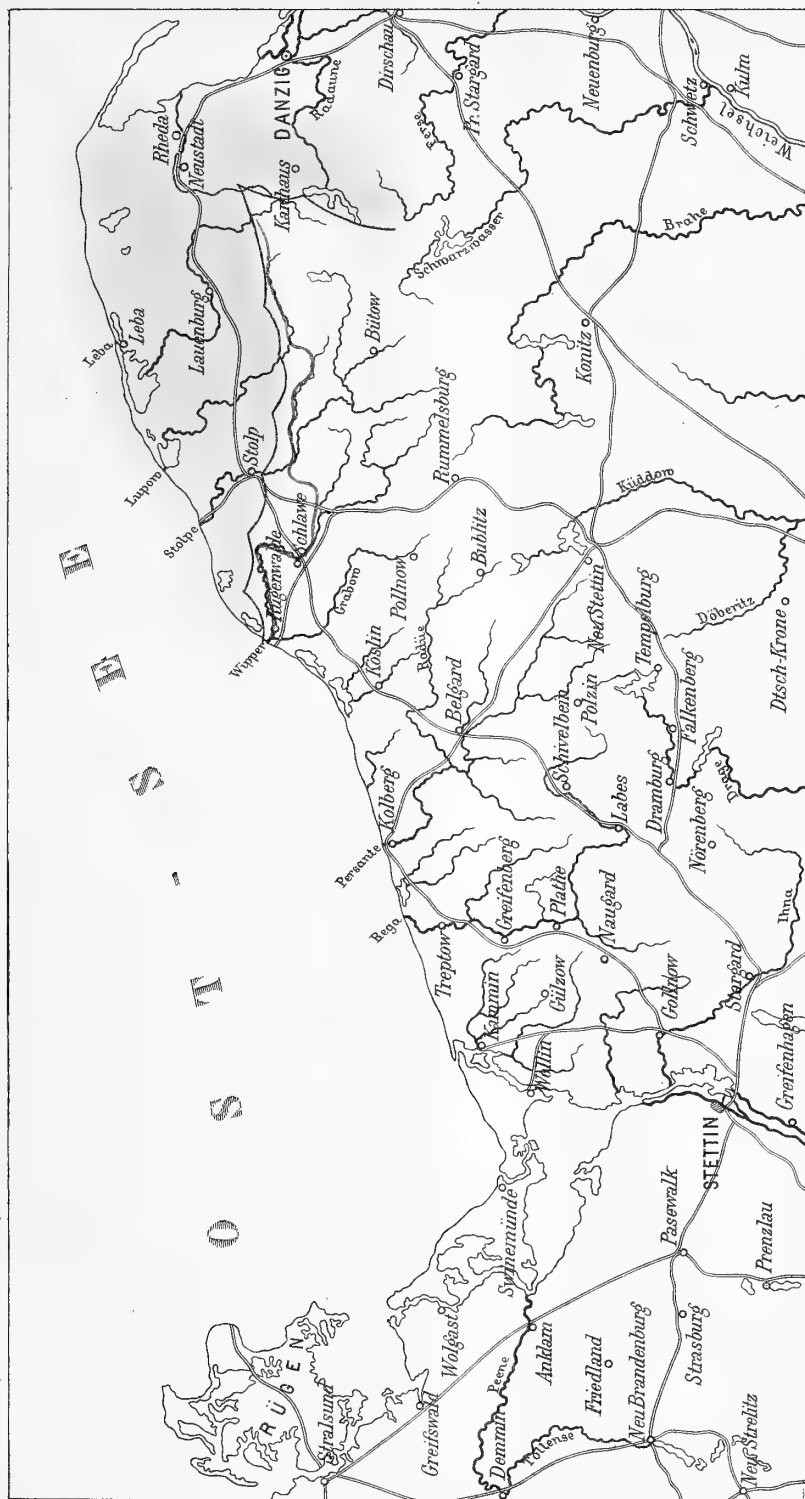 OST-SEE
RÜGEN
Stralsund
Greifswald
Wolgast
Demmin
Peene
Tollense
Anklam
Friedland
Neu Brandenburg
Strasburg
Neu Strelitz
Swinemünde
Pasewalk
Prenzlau
STETTIN
Greifenhagen
Wollin
Kammin
Gülzow
Gollnow
Stargard
Ihna
Naugard
Rega
Treptow
Greifenberg
Plathe
Persante
Kolberg
Belgard
Schivelbein
Polzin
Labes
Dramburg
Falkenberg
Nörenberg
Drage
Tempelburg
Neu Stettin
Döberitz
Dtsch-Krone
Küddow
Köslin
Radüe
Bublitz
Pollnow
Grabow
Wipper
Rügenwalde
Schlawe
Stolpe
Stolp
Lupow
Rummelsburg
Bütow
Leba
Leba
Lauenburg
Konitz
Brahe
Schwarzwasser
Rheda
Neustadt
Karthaus
DANZIG
Radaune
Dirschau
Pr. Stargard
Ferse
Neuenburg
Schwetz
Kulm
Weichsel